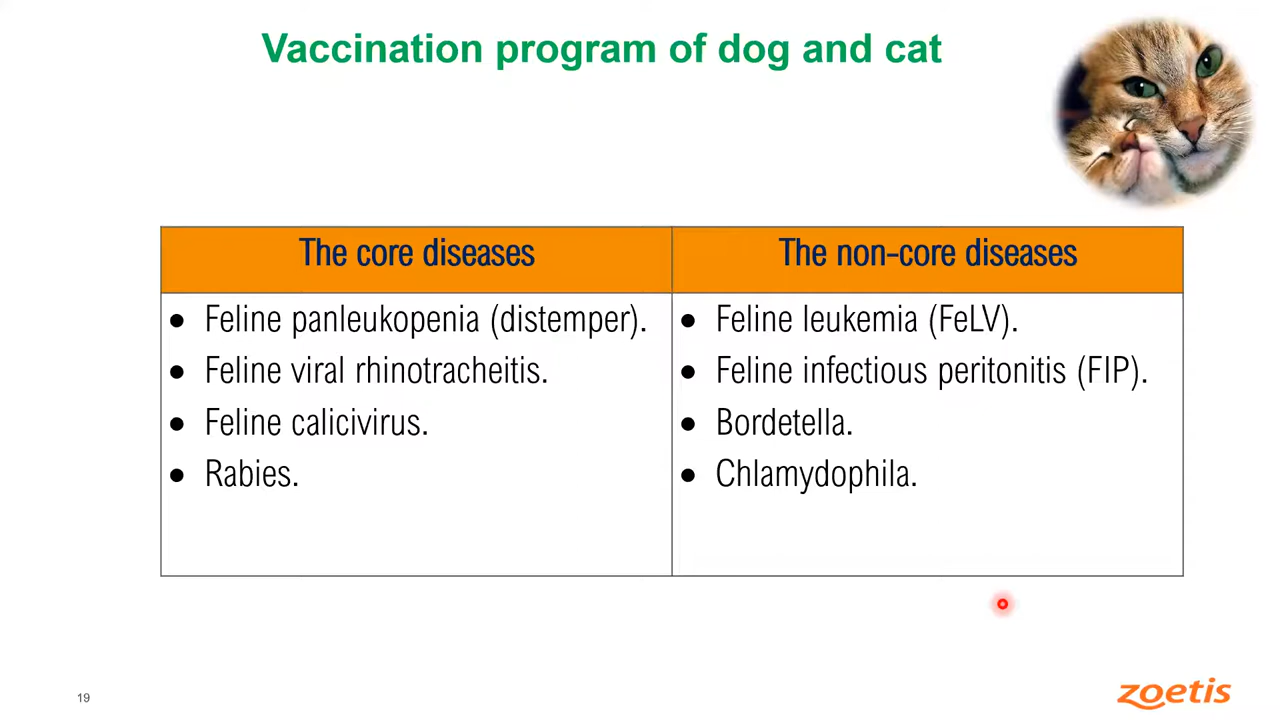 Vaccination program of dog and cat
The core diseases
The non-core diseases
• Feline panleukopenia (distemper).
• Feline viral rhinotracheitis.
• Feline calicivirus.
• Rabies.
• Feline leukemia (FeLV).
• Feline infectious peritonitis (FIP).
• Bordetella.
• Chlamydophila.
19
zoetis